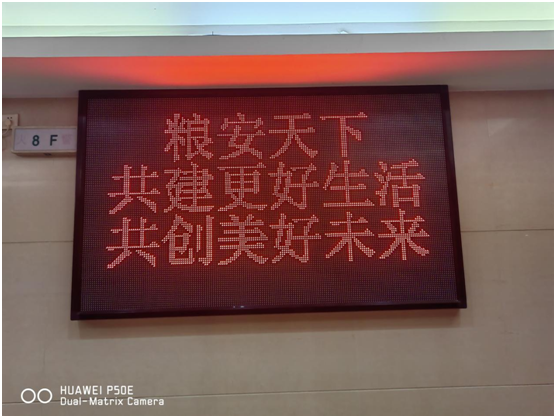 粮安天下
共建更好生活
共创美好未来
8 F
HUAWEI P50E
Dual-Matrix Camera